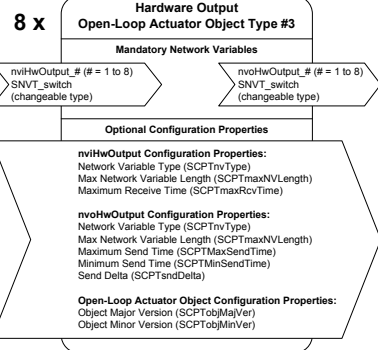 8 x
Hardware Output
Open-Loop Actuator Object Type #3
Mandatory Network Variables
nviHwOutput_# (# = 1 to 8)
SNVT_switch
(changeable type)
nvoHwOutput_# (# = 1 to 8)
SNVT_switch
(changeable type)
Optional Configuration Properties
nviHwOutput Configuration Properties:
Network Variable Type (SCPTnvType)
Max Network Variable Length (SCPTmaxNVLength)
Maximum Receive Time (SCPTmaxRcvTime)
nvoHwOutput Configuration Properties:
Network Variable Type (SCPTnvType)
Max Network Variable Length (SCPTmaxNVLength)
Maximum Send Time (SCPTMaxSendTime)
Minimum Send Time (SCPTMinSendTime)
Send Delta (SCPTsndDelta)
Open-Loop Actuator Object Configuration Properties:
Object Major Version (SCPTobjMajVer)
Object Minor Version (SCPTobjMinVer)